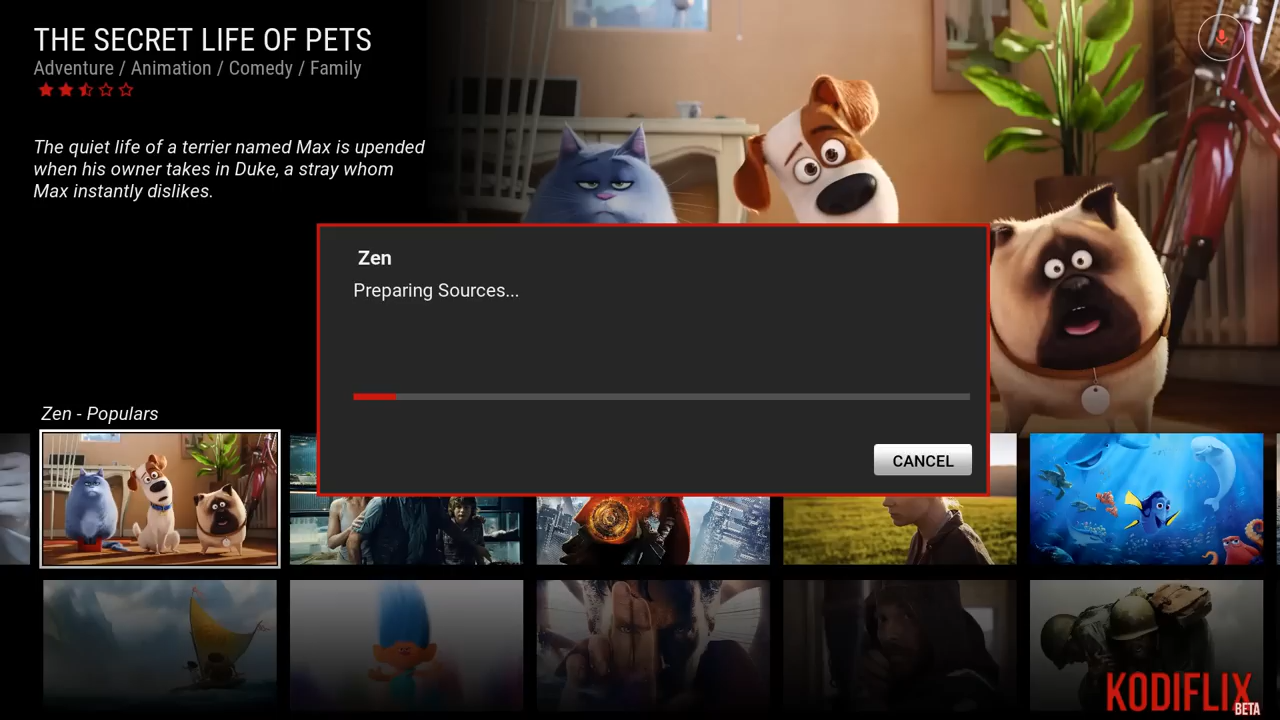 THE SECRET LIFE OF PETS
Adventure / Animation / Comedy / Family
The quiet life of a terrier named Max is upended
when his owner takes in Duke, a stray whom
Max instantly dislikes.
Zen
Preparing Sources...
CANCEL
Zen - Populars
KODIFLIX
BETA